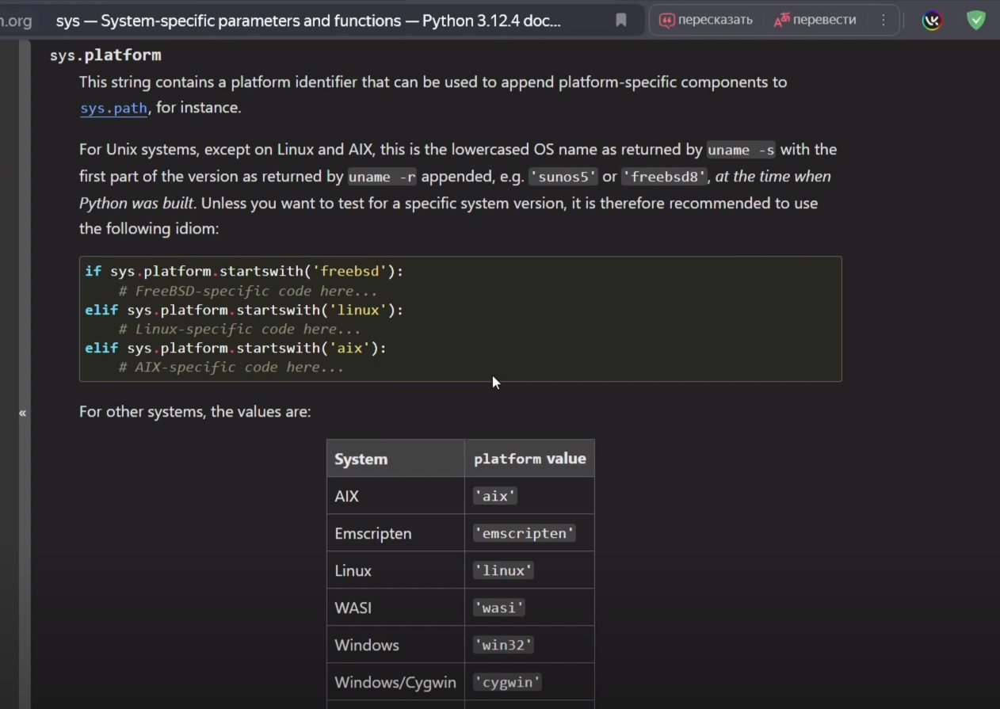 n.org sys — System-specific parameters and functions — Python 3.12.4 doc... пересказать перевести
sys.platform
This string contains a platform identifier that can be used to append platform-specific components to
sys.path, for instance.
For Unix systems, except on Linux and AIX, this is the lowercased OS name as returned by uname -s with the
first part of the version as returned by uname -r appended, e.g. 'sunos5' or 'freebsd8', at the time when
Python was built. Unless you want to test for a specific system version, it is therefore recommended to use
the following idiom:
if sys.platform.startswith('freebsd'):
    # FreeBSD-specific code here...
elif sys.platform.startswith('linux'):
    # Linux-specific code here...
elif sys.platform.startswith('aix'):
    # AIX-specific code here...
«
For other systems, the values are:
System platform value
AIX 'aix'
Emscripten 'emscripten'
Linux 'linux'
WASI 'wasi'
Windows 'win32'
Windows/Cygwin 'cygwin'